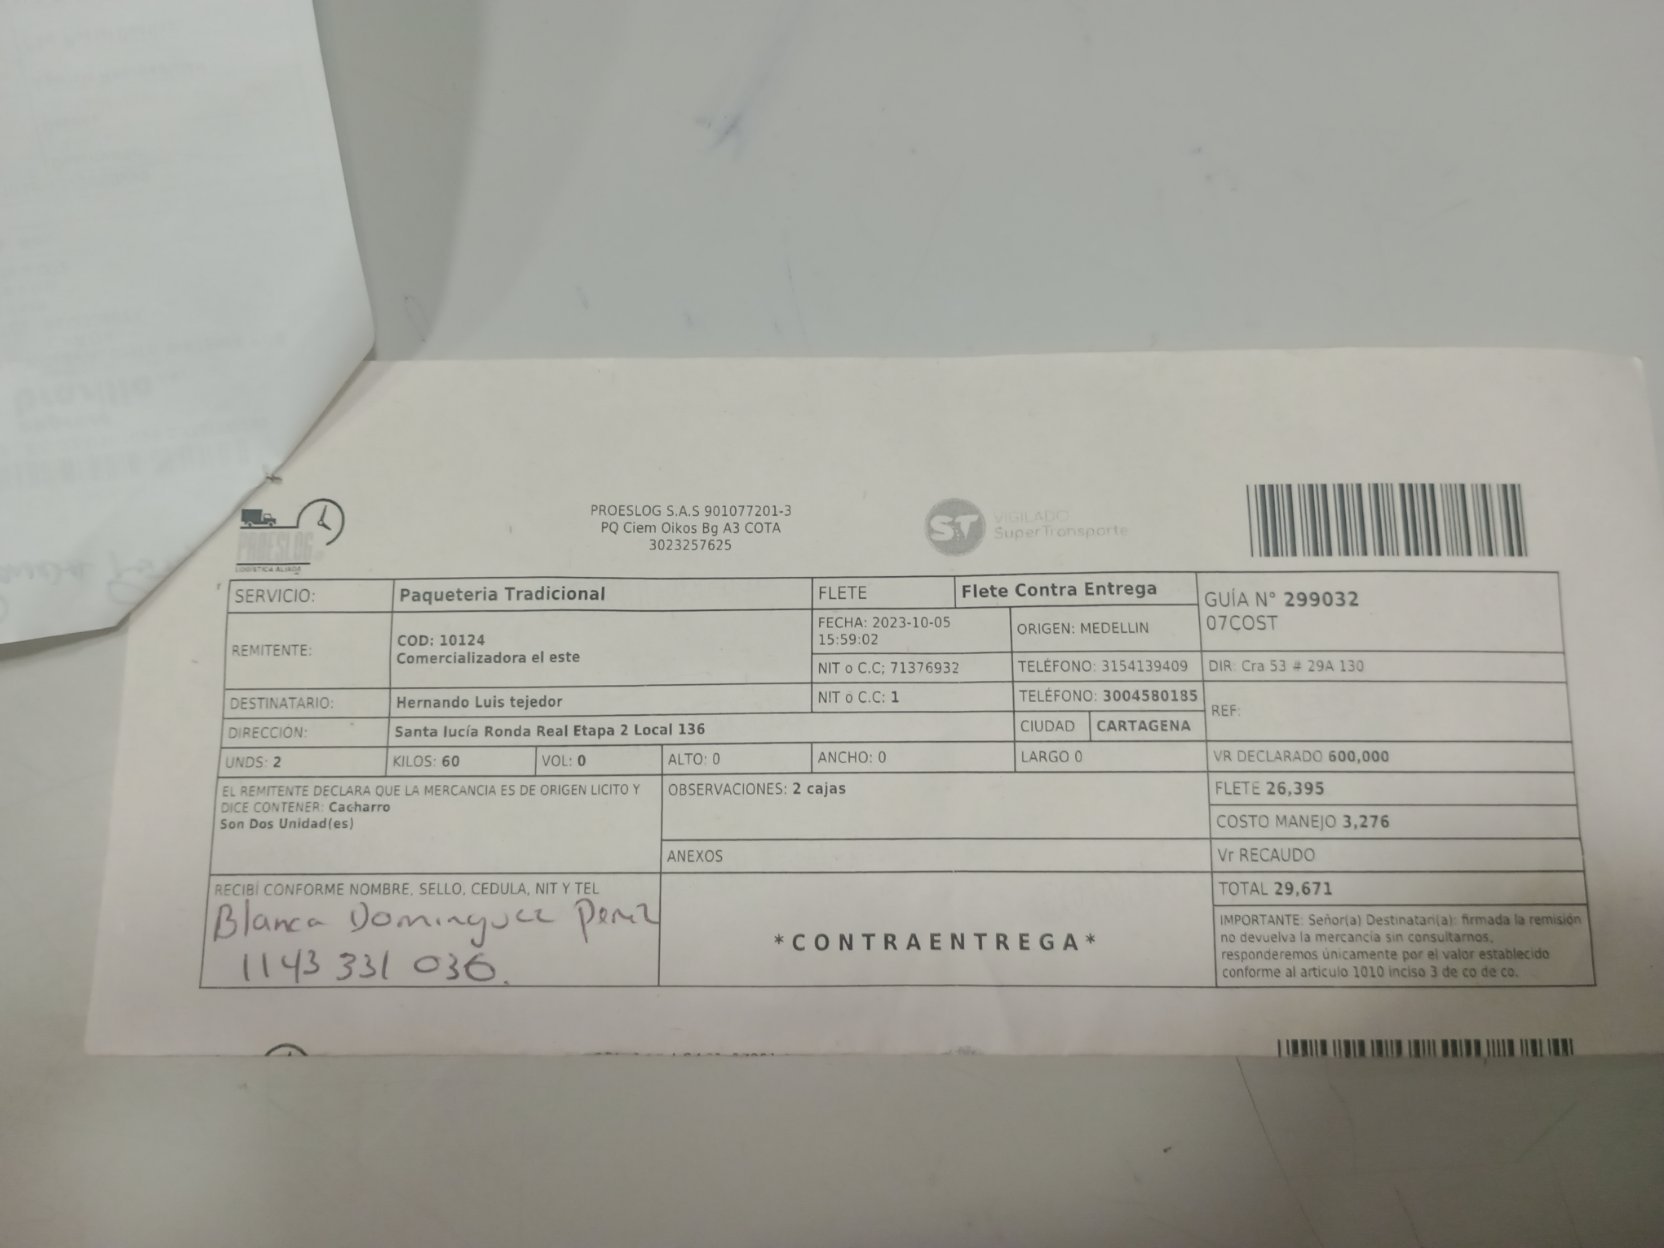 PROESLOG
LOGÍSTICA ALIADA
PROESLOG S.A.S 901077201-3
PQ Ciem Oikos Bg A3 COTA
3023257625
ST
VIGILADO
SuperTransporte
SERVICIO: Paqueteria Tradicional FLETE Flete Contra Entrega
GUÍA N° 299032
07COST
REMITENTE:
COD: 10124
Comercializadora el este
FECHA: 2023-10-05
15:59:02
ORIGEN: MEDELLIN
NIT o C.C; 71376932 TELÉFONO: 3154139409 DIR: Cra 53 # 29A 130
DESTINATARIO: Hernando Luis tejedor NIT o C.C: 1 TELÉFONO: 3004580185
REF:
DIRECCIÓN: Santa lucía Ronda Real Etapa 2 Local 136 CIUDAD CARTAGENA
UNDS: 2 KILOS: 60 VOL: 0 ALTO: 0 ANCHO: 0 LARGO 0 VR DECLARADO 600,000
EL REMITENTE DECLARA QUE LA MERCANCIA ES DE ORIGEN LICITO Y
DICE CONTENER: Cacharro
Son Dos Unidad(es)
OBSERVACIONES: 2 cajas
FLETE 26,395
COSTO MANEJO 3,276
ANEXOS
Vr RECAUDO
RECIBÍ CONFORME NOMBRE, SELLO, CEDULA, NIT Y TEL
Blanca Dominguez Perez
1143 331 036.
*CONTRAENTREGA*
TOTAL 29,671
IMPORTANTE: Señor(a) Destinatari(a): firmada la remisión
no devuelva la mercancía sin consultarnos,
responderemos únicamente por el valor establecido
conforme al articulo 1010 inciso 3 de co de co.